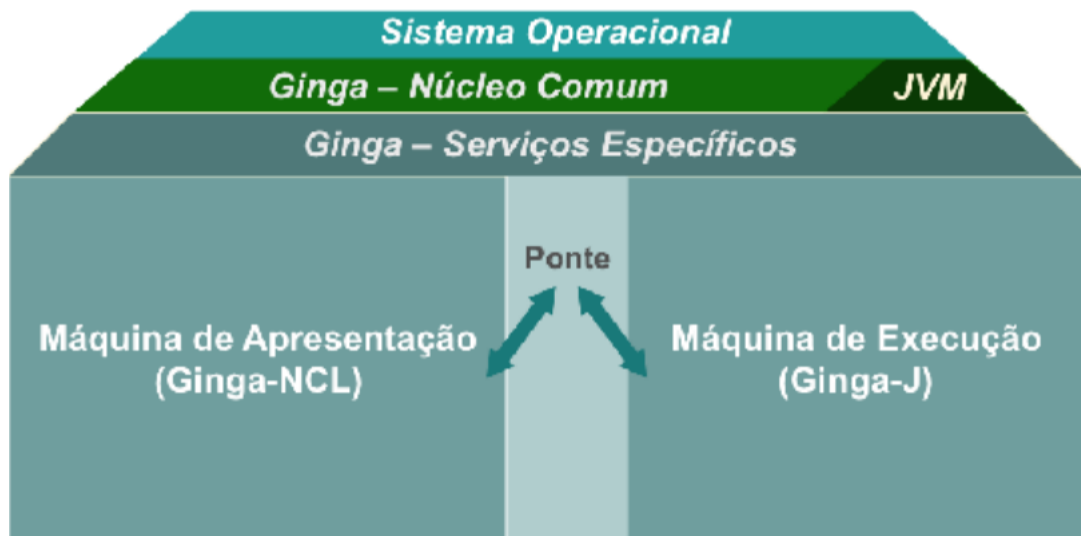 Sistema Operacional
Ginga – Núcleo Comum
JVM
Ginga – Serviços Específicos
Ponte
Máquina de Apresentação
(Ginga-NCL)
Máquina de Execução
(Ginga-J)